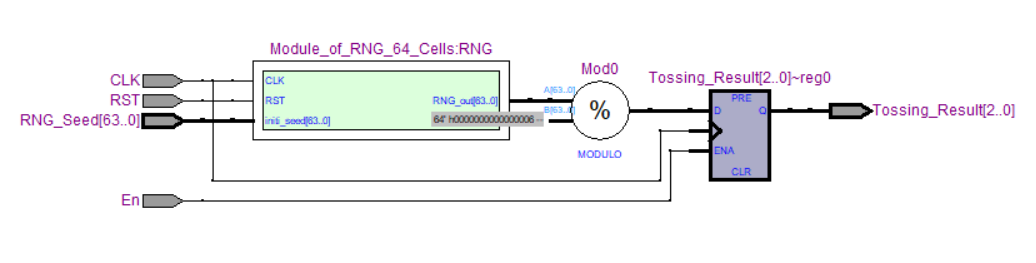 Module_of_RNG_64_Cells:RNG
Mod0
Tossing_Result[2..0]~reg0
CLK
CLK
A[63..0]
PRE
RST
RST
RNG_out[63..0]
B[63..0]
%
D
Q
Tossing_Result[2..0]
RNG_Seed[63..0]
initi_seed[63..0]
64' h0000000000000006 --
MODULO
ENA
CLR
En